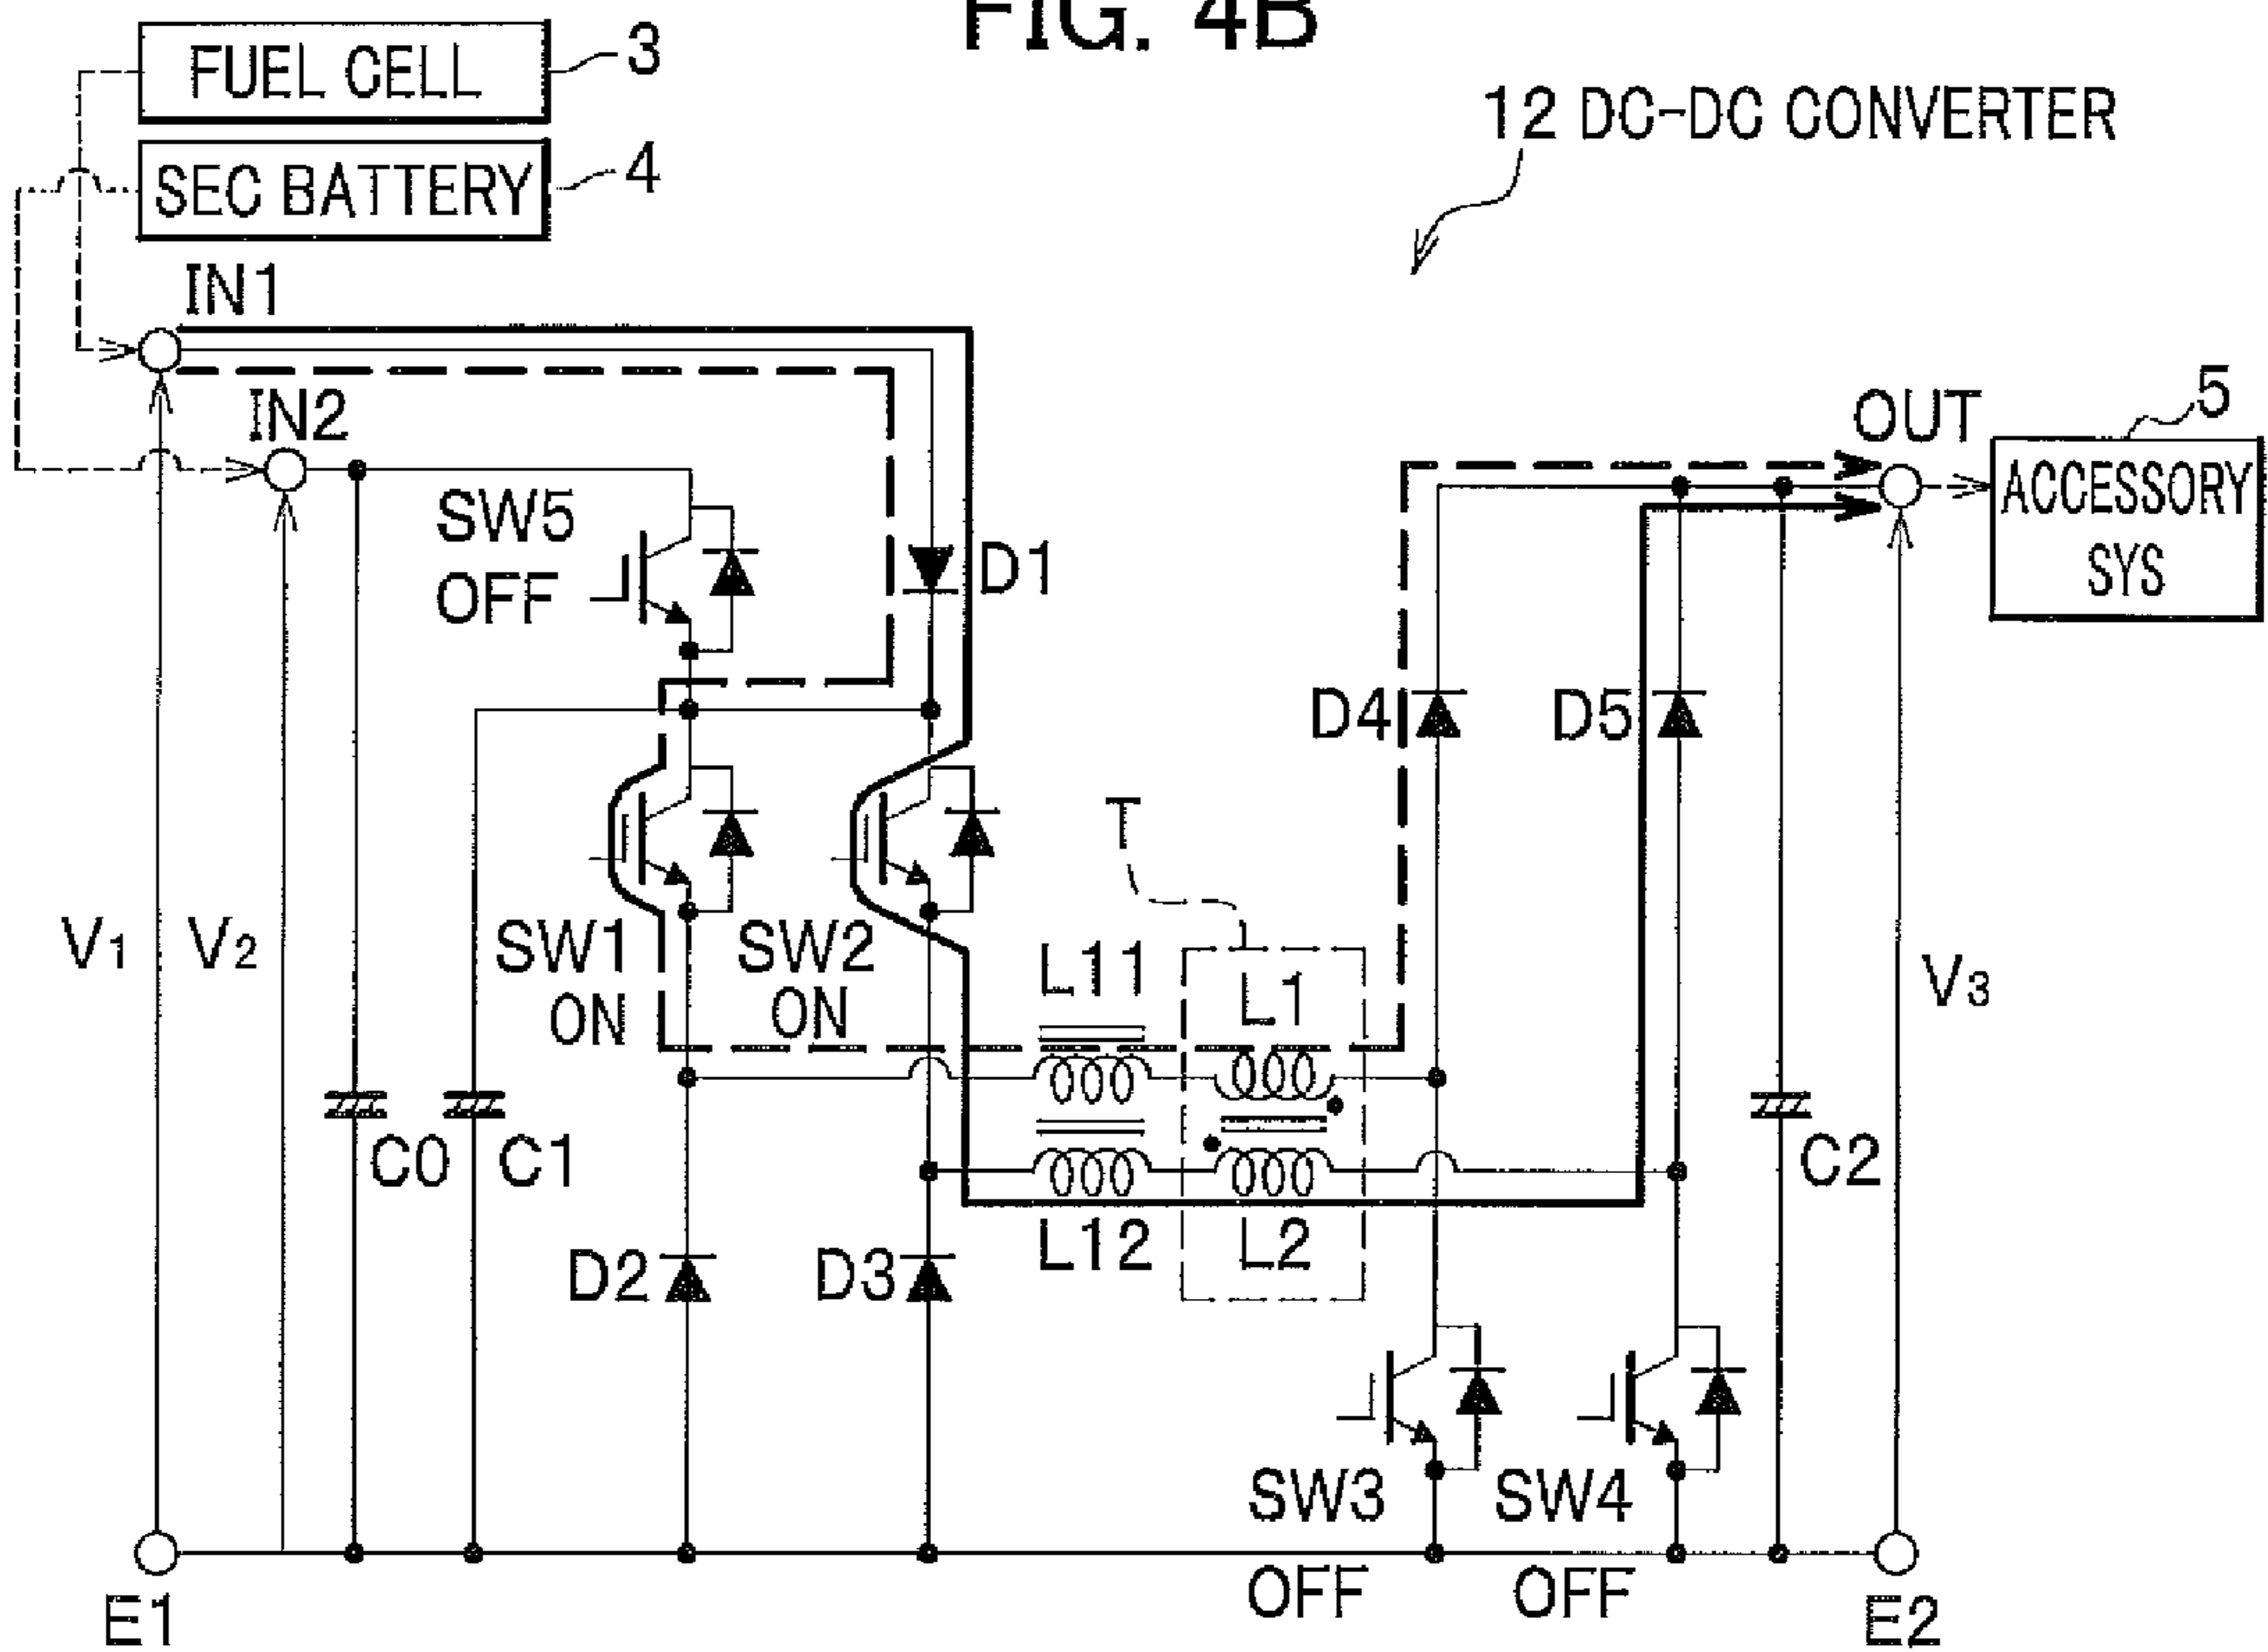 FIG. 4B
FUEL CELL
3
12 DC-DC CONVERTER
SEC BATTERY
4
IN1
IN2
OUT
5
ACCESSORY
SYS
SW5
OFF
D1
D4
D5
T
V1
V2
SW1
ON
SW2
ON
L11
L1
V3
C0
C1
C2
L12
L2
D2
D3
SW3
OFF
SW4
OFF
E1
E2